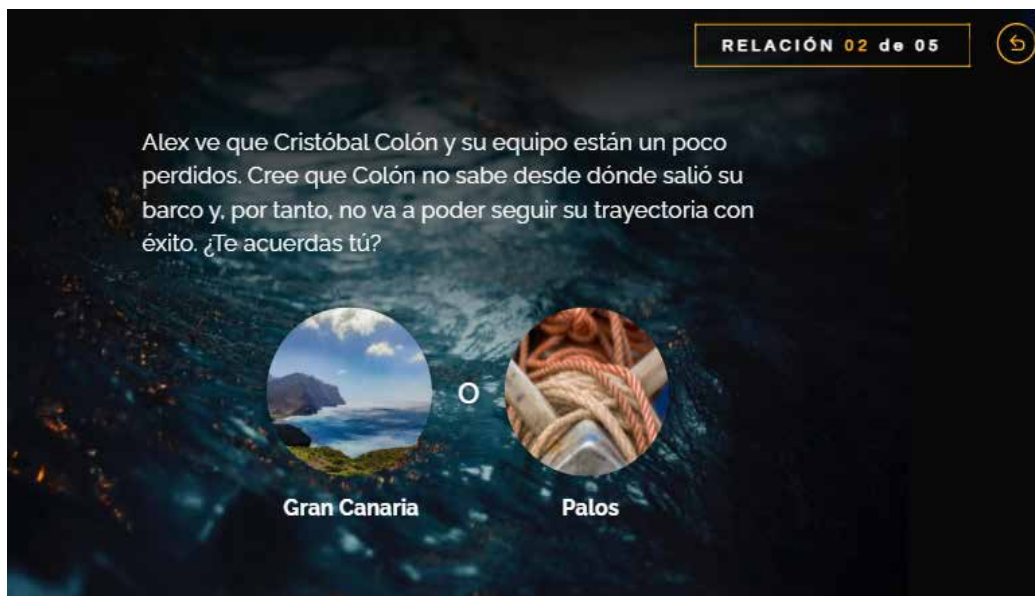 RELACIÓN 02 de 05
Alex ve que Cristóbal Colón y su equipo están un poco
perdidos. Cree que Colón no sabe desde dónde salió su
barco y, por tanto, no va a poder seguir su trayectoria con
éxito. ¿Te acuerdas tú?
O
Gran Canaria
Palos